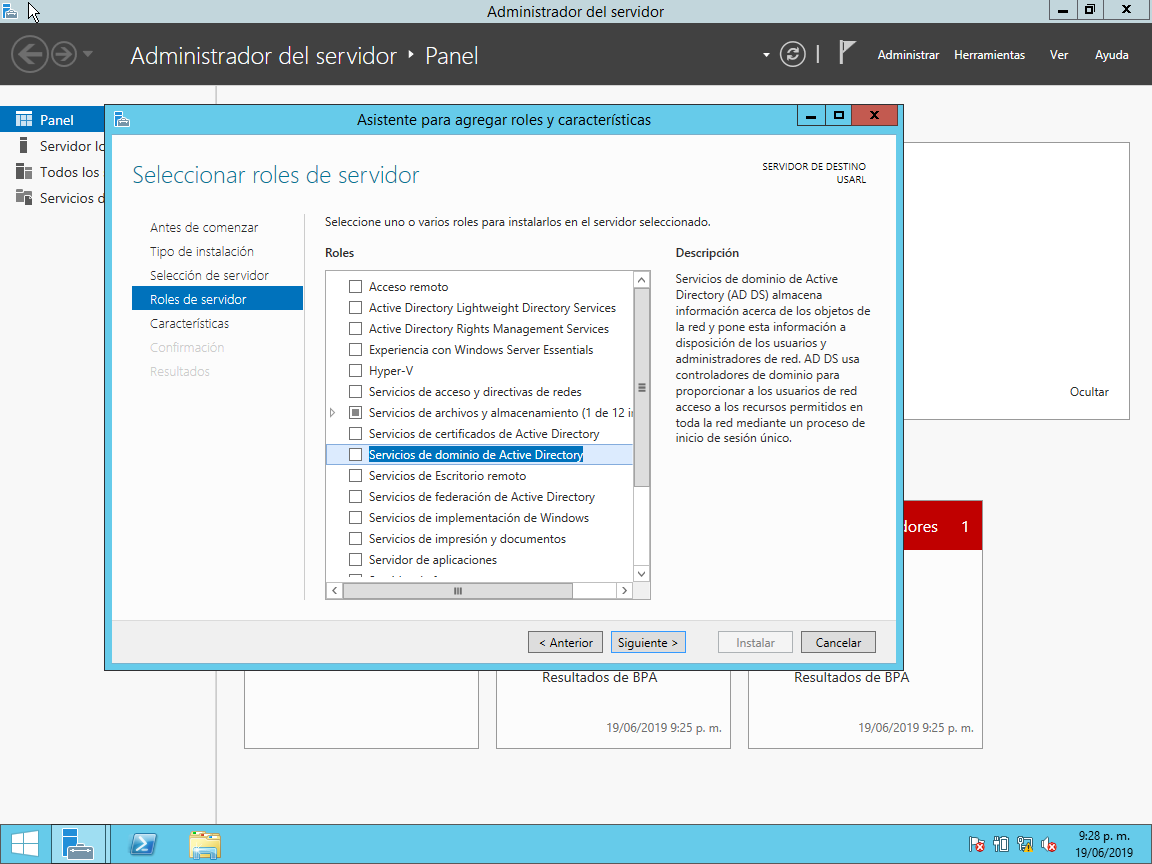 Administrador del servidor
Administrador del servidor ‣ Panel
Administrar Herramientas Ver Ayuda
Panel
Servidor lo
Todos los
Servicios d
Asistente para agregar roles y características
Seleccionar roles de servidor
SERVIDOR DE DESTINO
USARL
Antes de comenzar
Tipo de instalación
Selección de servidor
Roles de servidor
Características
Confirmación
Resultados
Seleccione uno o varios roles para instalarlos en el servidor seleccionado.
Roles
Acceso remoto
Active Directory Lightweight Directory Services
Active Directory Rights Management Services
Experiencia con Windows Server Essentials
Hyper-V
Servicios de acceso y directivas de redes
Servicios de archivos y almacenamiento (1 de 12 i
Servicios de certificados de Active Directory
Servicios de dominio de Active Directory
Servicios de Escritorio remoto
Servicios de federación de Active Directory
Servicios de implementación de Windows
Servicios de impresión y documentos
Servidor de aplicaciones
Descripción
Servicios de dominio de Active
Directory (AD DS) almacena
información acerca de los objetos de
la red y pone esta información a
disposición de los usuarios y
administradores de red. AD DS usa
controladores de dominio para
proporcionar a los usuarios de red
acceso a los recursos permitidos en
toda la red mediante un proceso de
inicio de sesión único.
< Anterior
Siguiente >
Instalar
Cancelar
Ocultar
dores 1
Resultados de BPA
19/06/2019 9:25 p. m.
Resultados de BPA
19/06/2019 9:25 p. m.
9:28 p. m.
19/06/2019